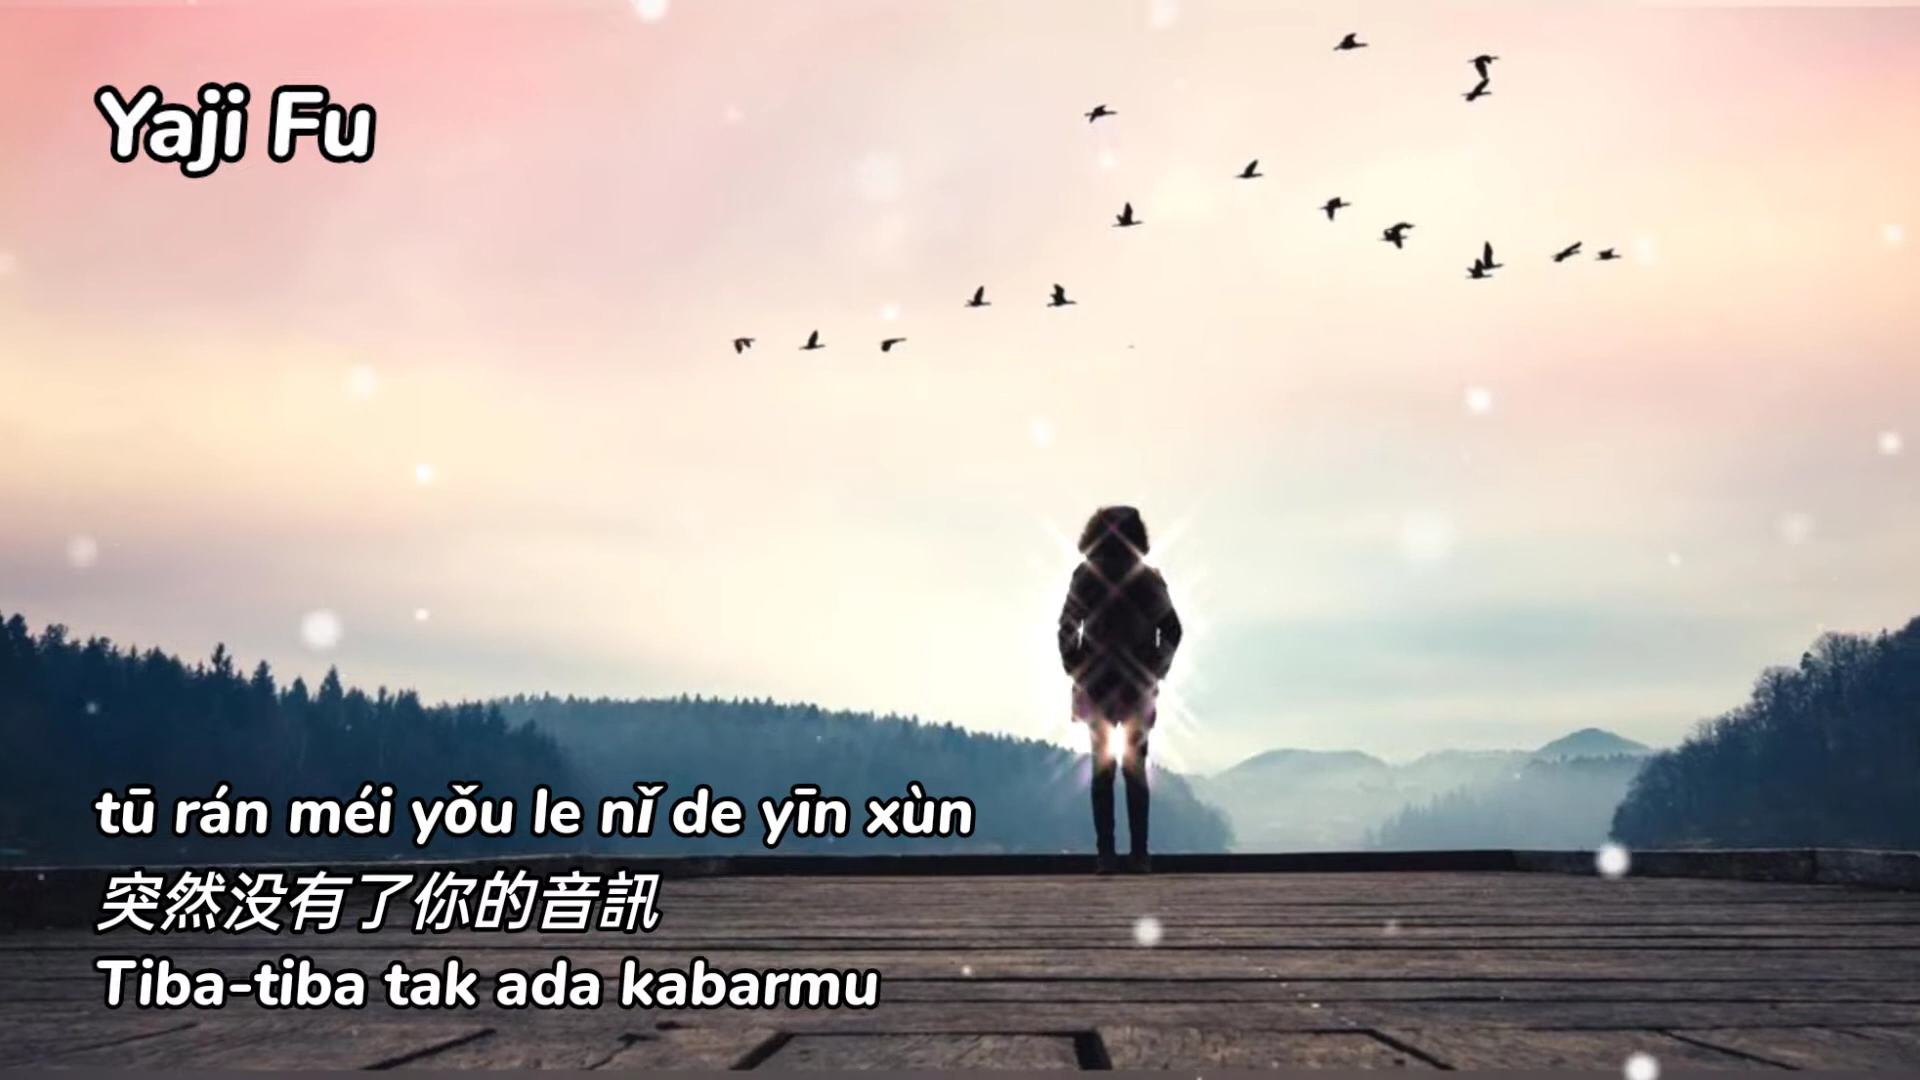 Yaji Fu
tū rán méi yǒu le nǐ de yīn xùn
突然没有了你的音訊
Tiba-tiba tak ada kabarmu